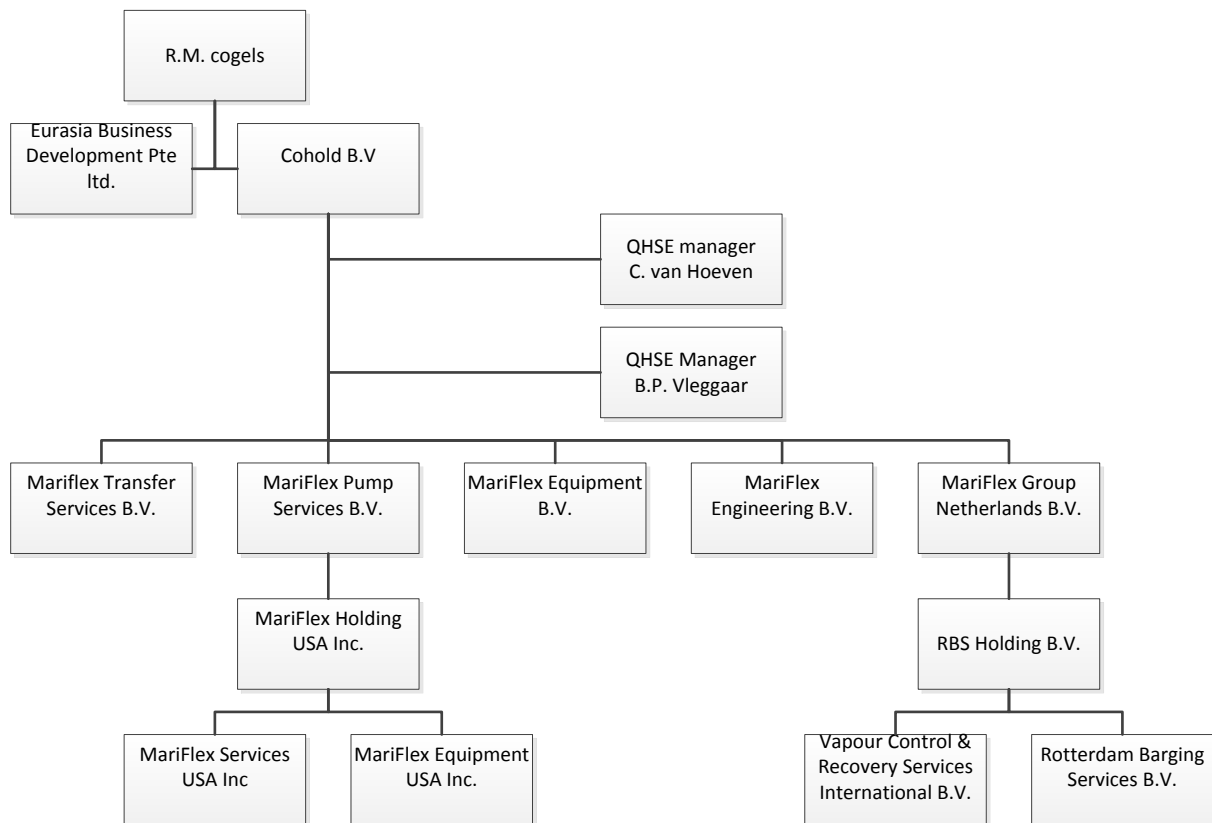 R.M. cogels
Eurasia Business
Development Pte
ltd.
Cohold B.V
QHSE manager
C. van Hoeven
QHSE Manager
B.P. Vleggaar
Mariflex Transfer
Services B.V.
MariFlex Pump
Services B.V.
MariFlex Equipment
B.V.
MariFlex
Engineering B.V.
MariFlex Group
Netherlands B.V.
MariFlex Holding
USA Inc.
RBS Holding B.V.
MariFlex Services
USA Inc
MariFlex Equipment
USA Inc.
Vapour Control &
Recovery Services
International B.V.
Rotterdam Barging
Services B.V.